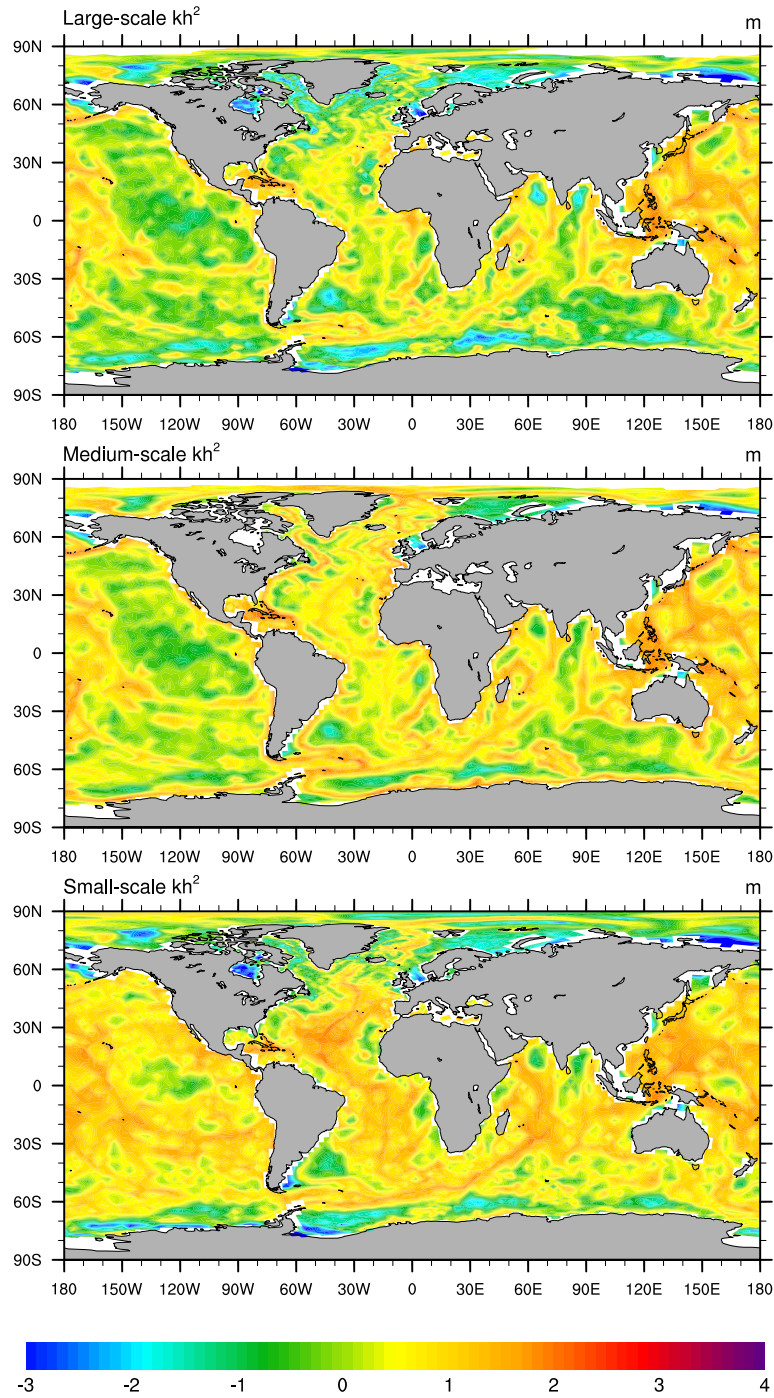 Large-scale kh² m
90N
60N
30N
0
30S
60S
90S
180 150W 120W 90W 60W 30W 0 30E 60E 90E 120E 150E 180
Medium-scale kh² m
90N
60N
30N
0
30S
60S
90S
180 150W 120W 90W 60W 30W 0 30E 60E 90E 120E 150E 180
Small-scale kh² m
90N
60N
30N
0
30S
60S
90S
180 150W 120W 90W 60W 30W 0 30E 60E 90E 120E 150E 180
-3 -2 -1 0 1 2 3 4